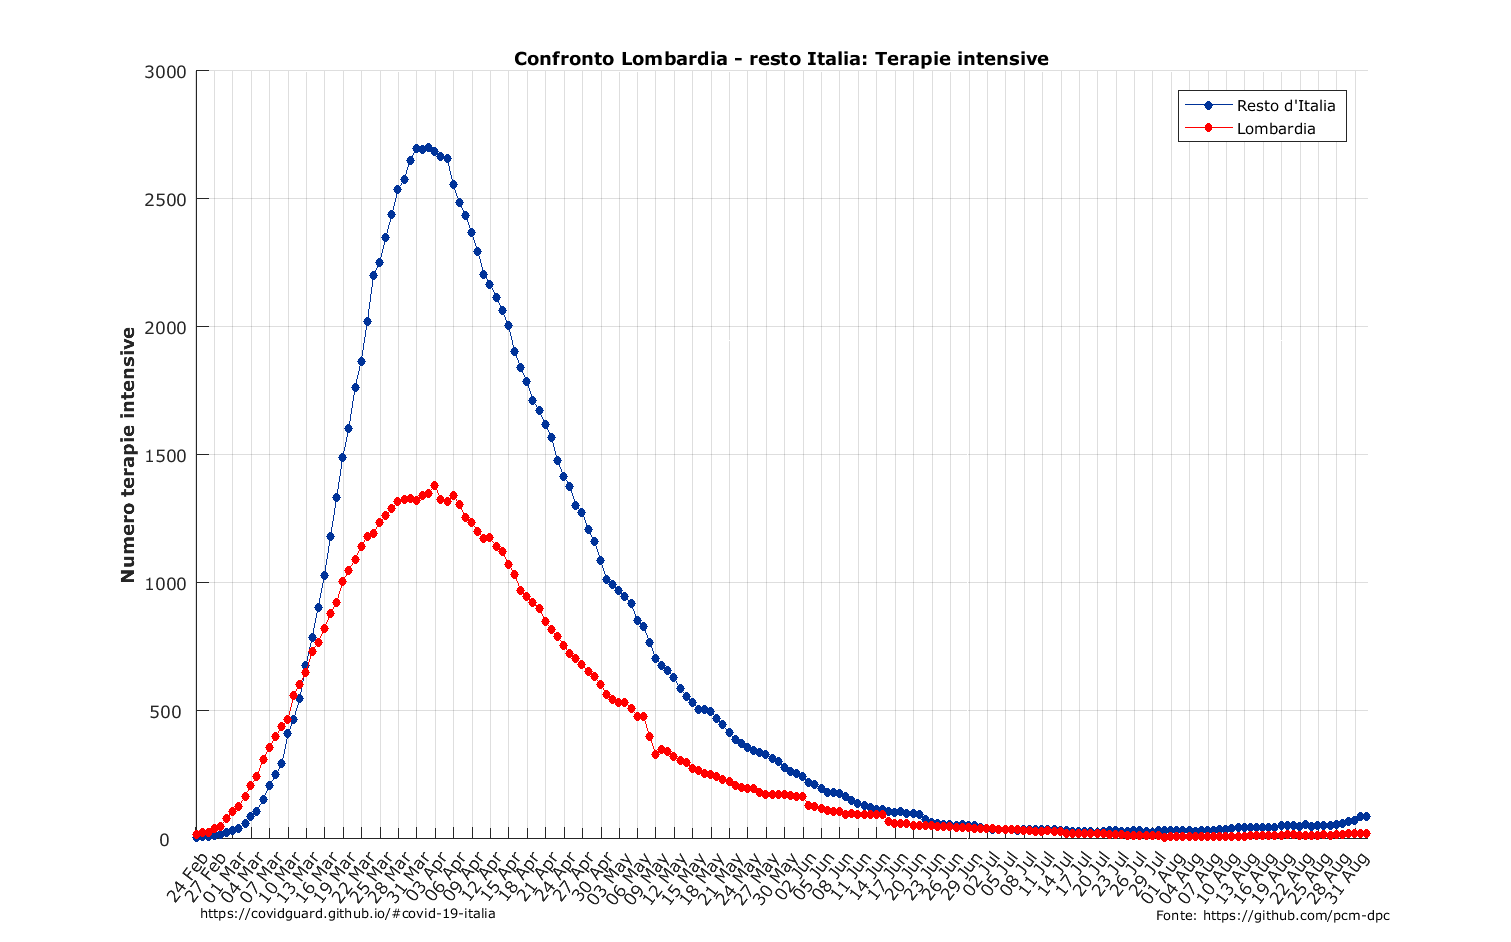 Confronto Lombardia - resto Italia: Terapie intensive
Resto d'Italia
Lombardia
Numero terapie intensive
3000
2500
2000
1500
1000
500
0
24 Feb
27 Feb
01 Mar
04 Mar
07 Mar
10 Mar
13 Mar
16 Mar
19 Mar
22 Mar
25 Mar
28 Mar
31 Mar
03 Apr
06 Apr
09 Apr
12 Apr
15 Apr
18 Apr
21 Apr
24 Apr
27 Apr
30 Apr
03 May
06 May
09 May
12 May
15 May
18 May
21 May
24 May
27 May
30 May
02 Jun
05 Jun
08 Jun
11 Jun
14 Jun
17 Jun
20 Jun
23 Jun
26 Jun
29 Jun
02 Jul
05 Jul
08 Jul
11 Jul
14 Jul
17 Jul
20 Jul
23 Jul
26 Jul
29 Jul
01 Aug
04 Aug
07 Aug
10 Aug
13 Aug
16 Aug
19 Aug
22 Aug
25 Aug
28 Aug
31 Aug
https://covidguard.github.io/#covid-19-italia
Fonte: https://github.com/pcm-dpc